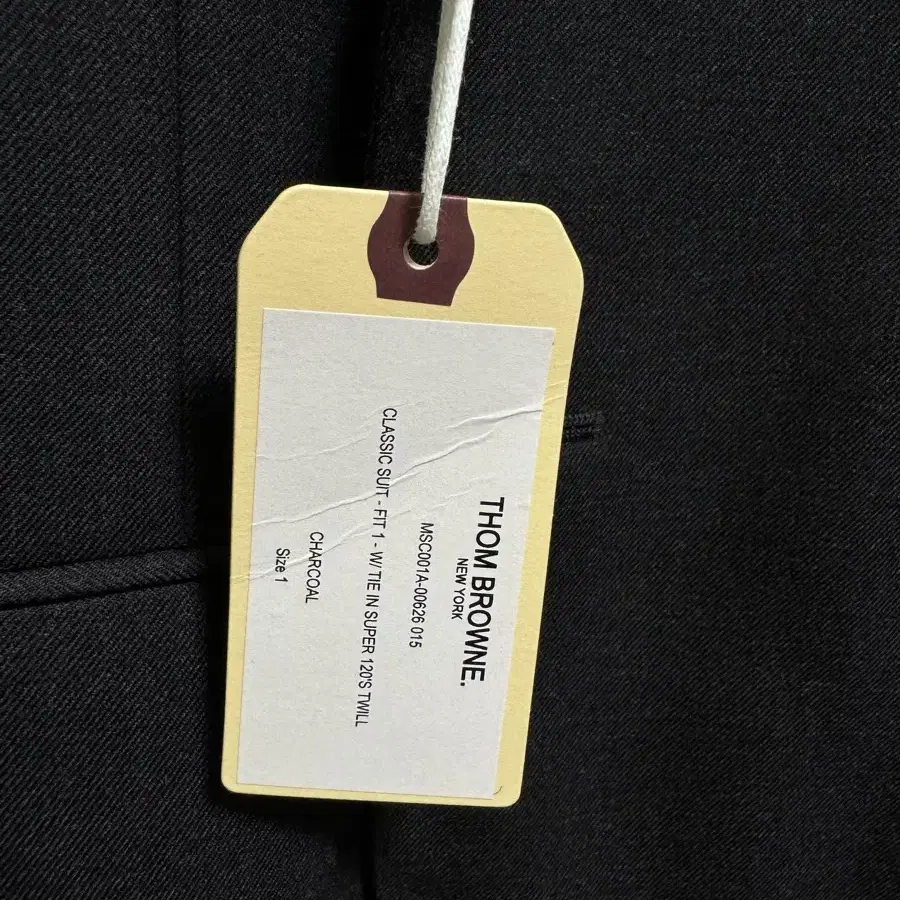 THOM BROWNE.
NEW YORK
MSC001A-00626 015
CLASSIC SUIT - FIT 1 - W/ TIE IN SUPER 120'S TWILL
CHARCOAL
Size 1